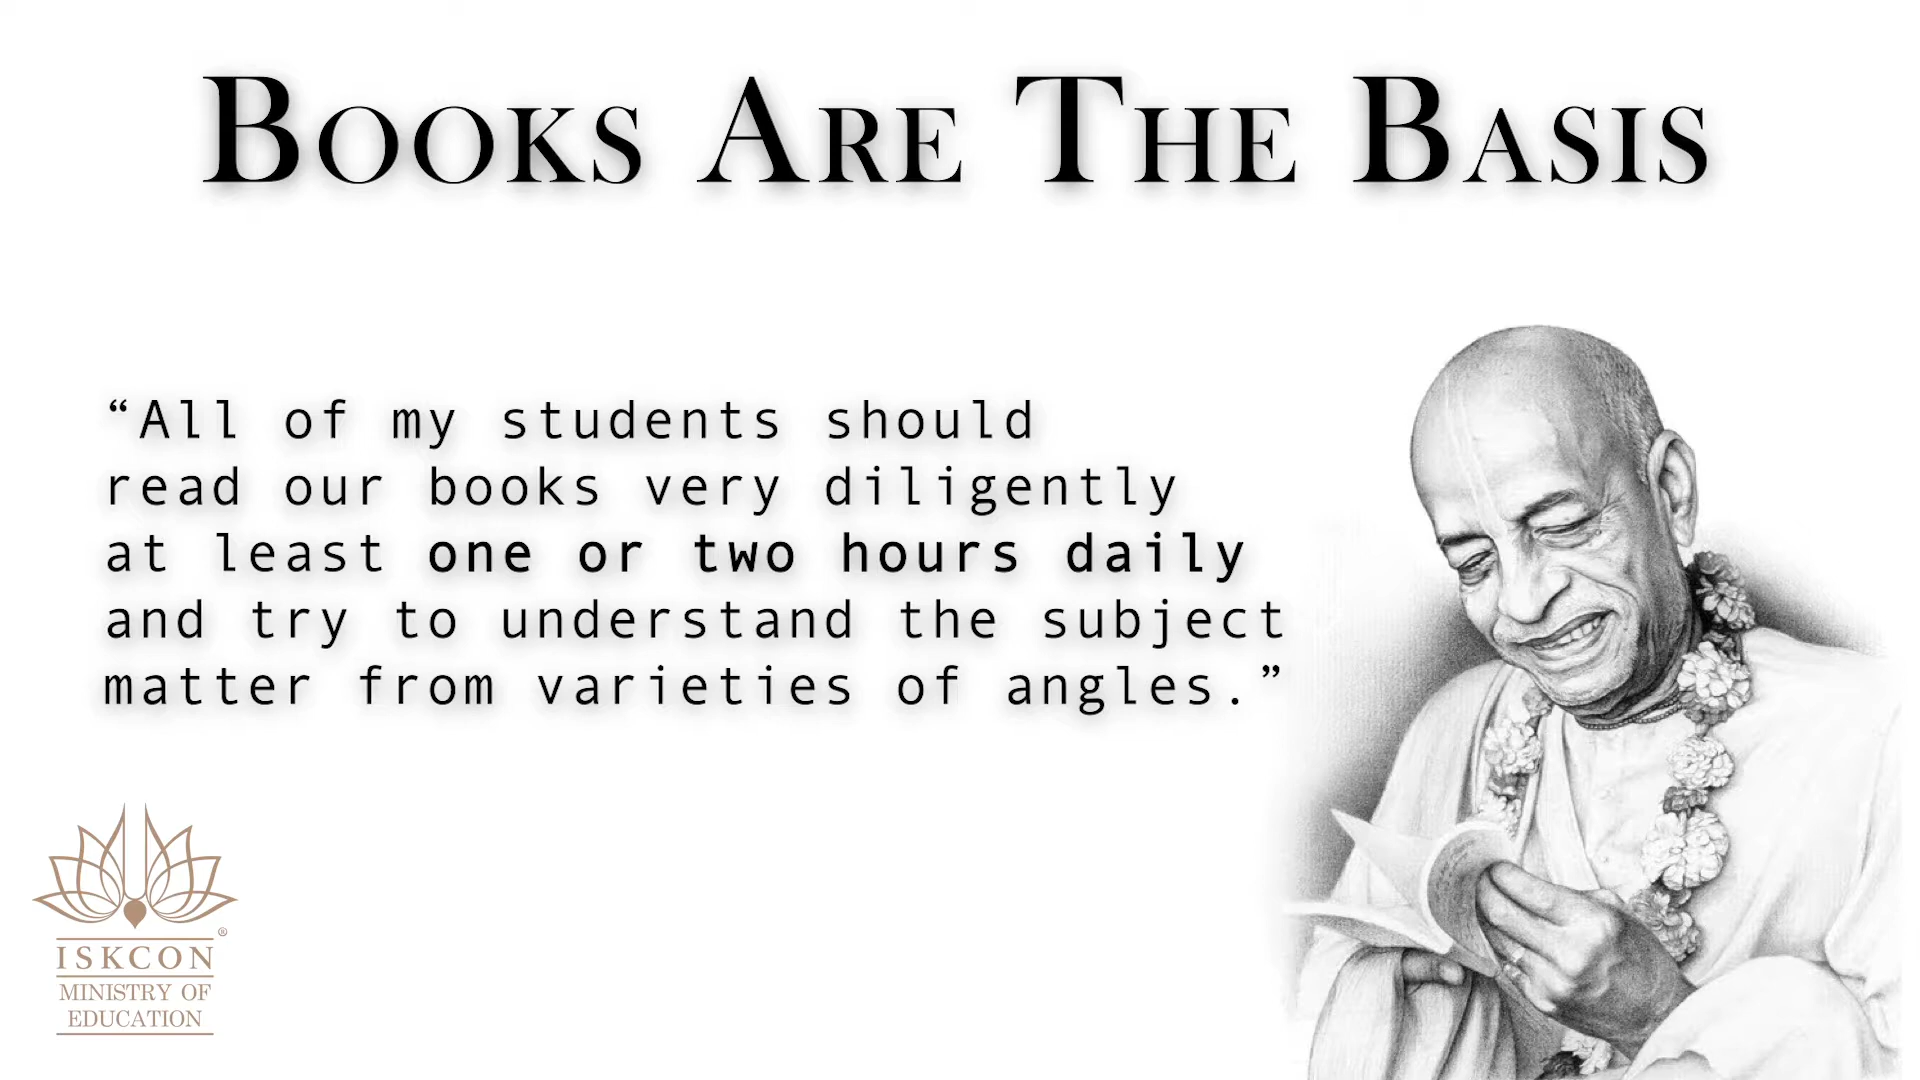 BOOKS ARE THE BASIS
“All of my students should
read our books very diligently
at least one or two hours daily
and try to understand the subject
matter from varieties of angles.”
®
ISKCON
MINISTRY OF
EDUCATION